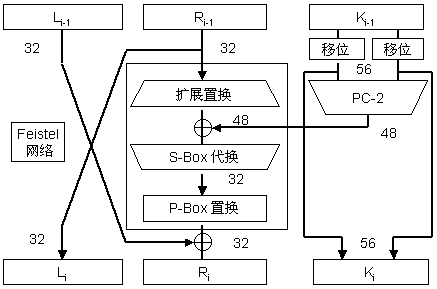 Li-1
Ri-1
Ki-1
32
32
移位
移位
56
扩展置换
PC-2
48
48
Feistel
网络
S-Box 代换
32
P-Box 置换
32
32
56
Li
Ri
Ki